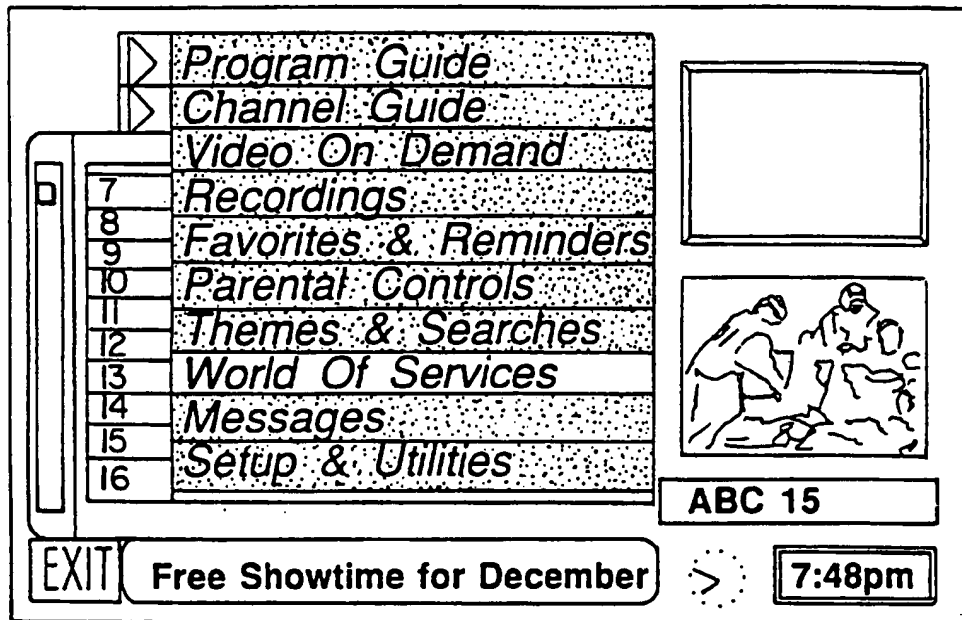 Program Guide
Channel Guide
Video On Demand
7
Recordings
8
Favorites & Reminders
9
10
Parental Controls
11
Themes & Searches
12
13
World Of Services
14
Messages
15
Setup & Utilities
16
ABC 15
EXIT
Free Showtime for December
7:48pm